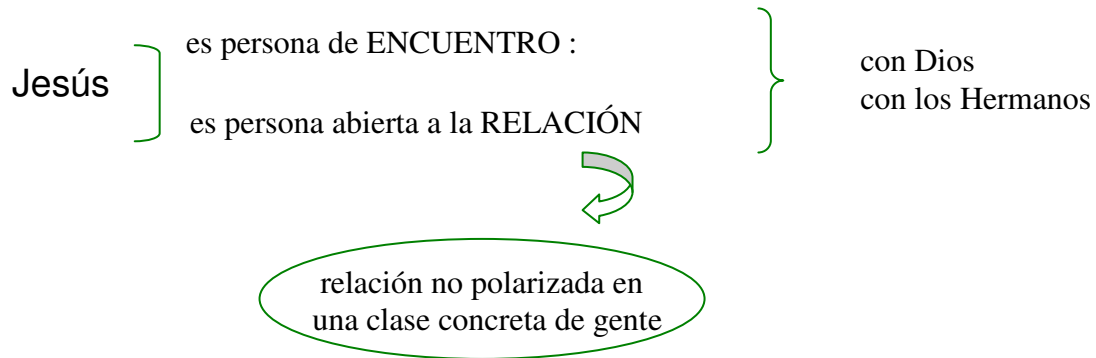 es persona de ENCUENTRO :
Jesús
es persona abierta a la RELACIÓN
con Dios
con los Hermanos
relación no polarizada en
una clase concreta de gente